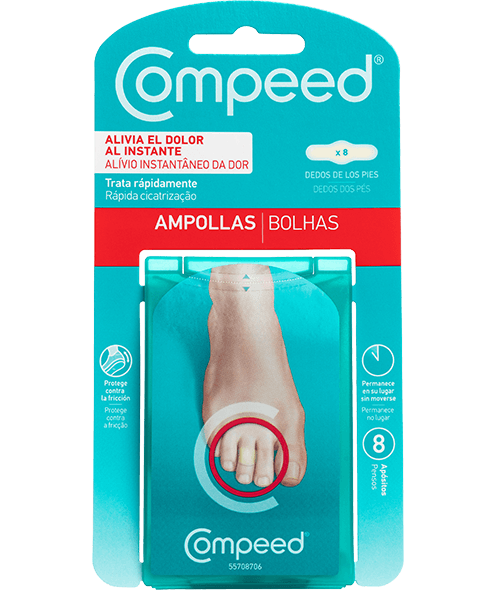 Compeed®
ALIVIA EL DOLOR
AL INSTANTE
ALÍVIO INSTANTÂNEO DA DOR
Trata rápidamente
Rápida cicatrização
x 8
DEDOS DE LOS PIES
DEDOS DOS PÉS
AMPOLLAS | BOLHAS
Protege
contra
la fricción
Protege
contra
a fricção
Permanece
en su lugar
sin moverse
Permanece
no lugar
8
Apósitos
Pensos
Compeed®
55708706